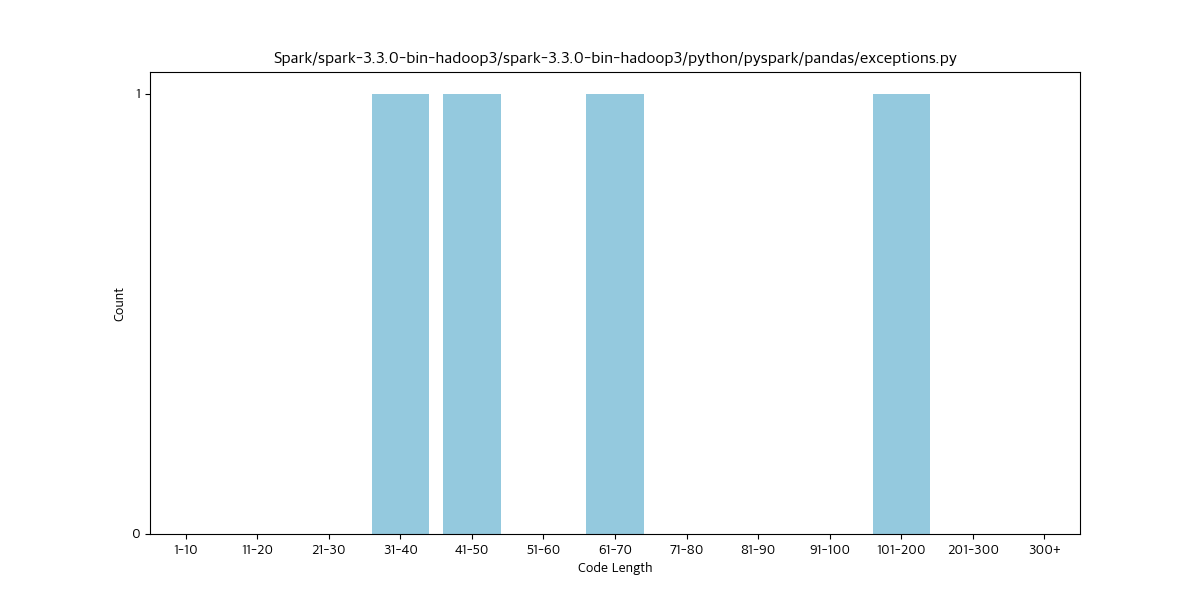 Spark/spark-3.3.0-bin-hadoop3/spark-3.3.0-bin-hadoop3/python/pyspark/pandas/exceptions.py
1
Count
0
1-10 11-20 21-30 31-40 41-50 51-60 61-70 71-80 81-90 91-100 101-200 201-300 300+
Code Length